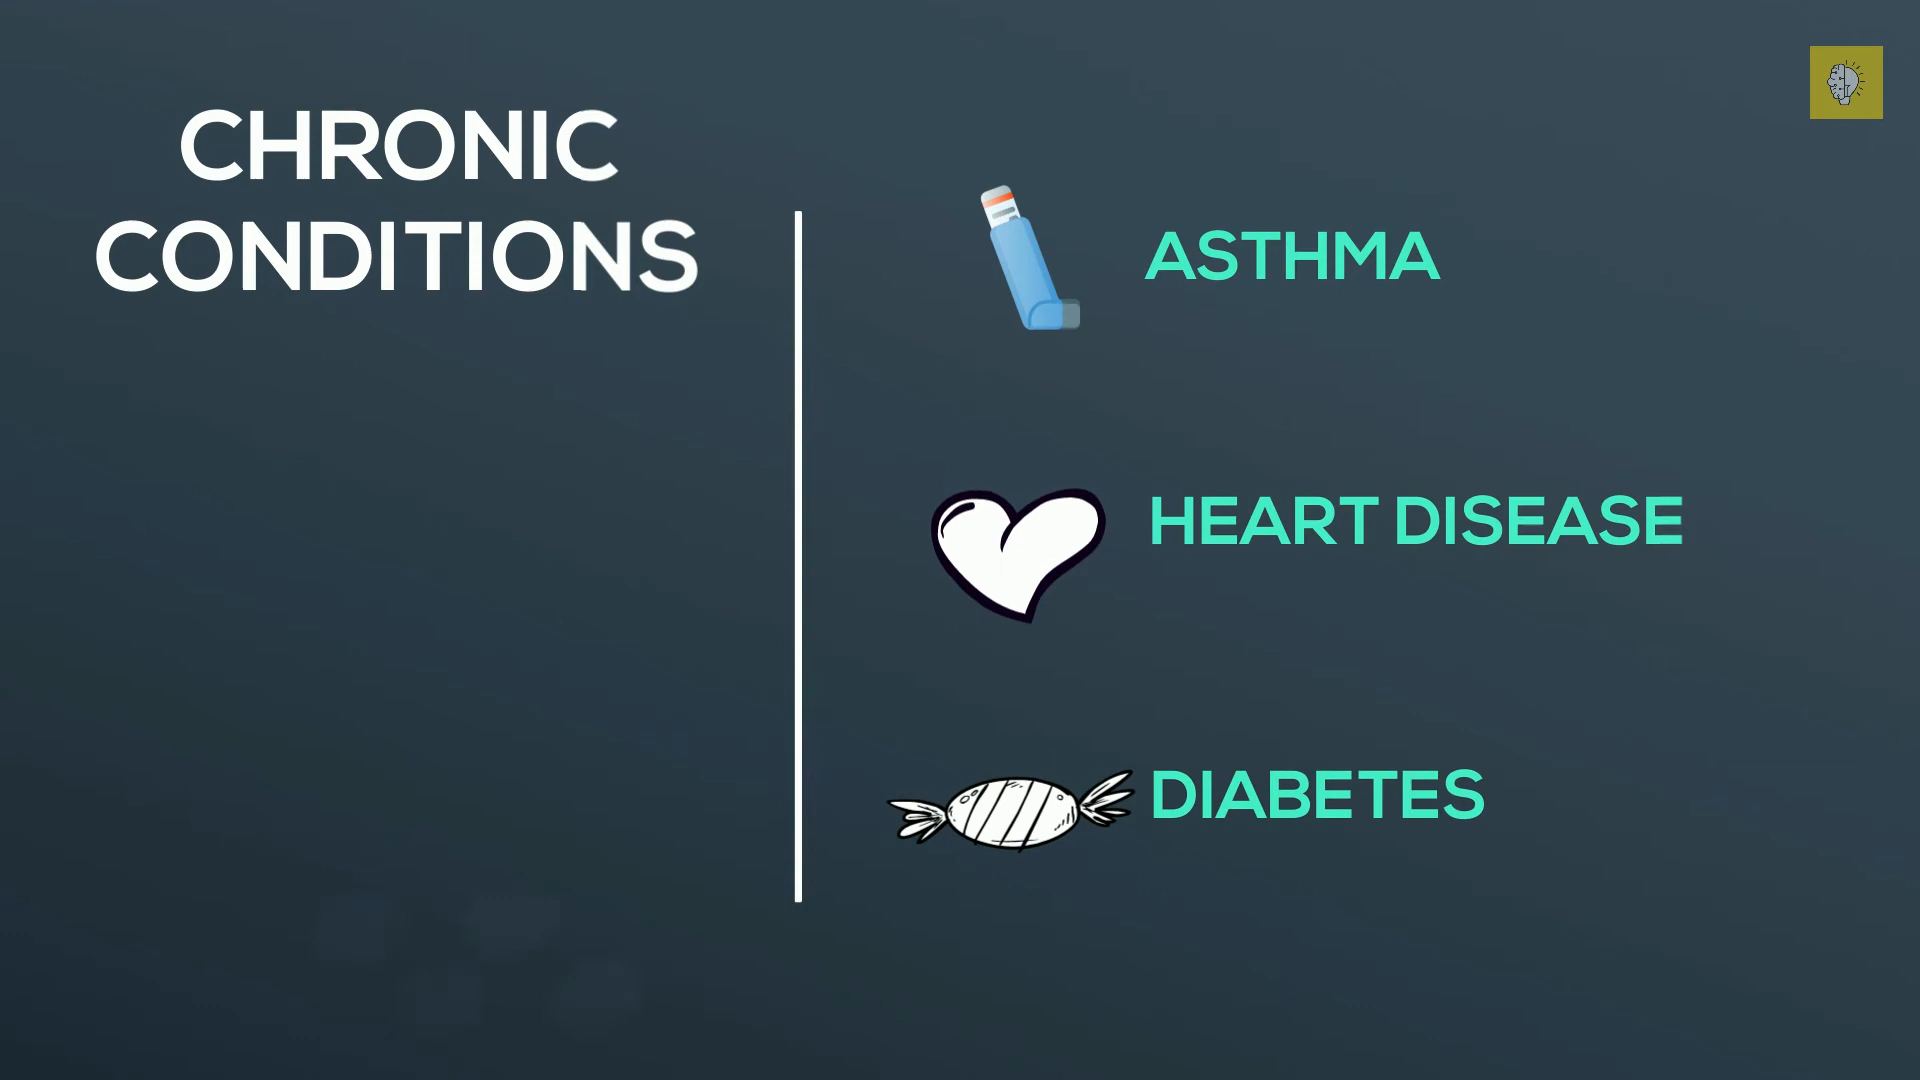 CHRONIC
CONDITIONS
ASTHMA
HEART DISEASE
DIABETES